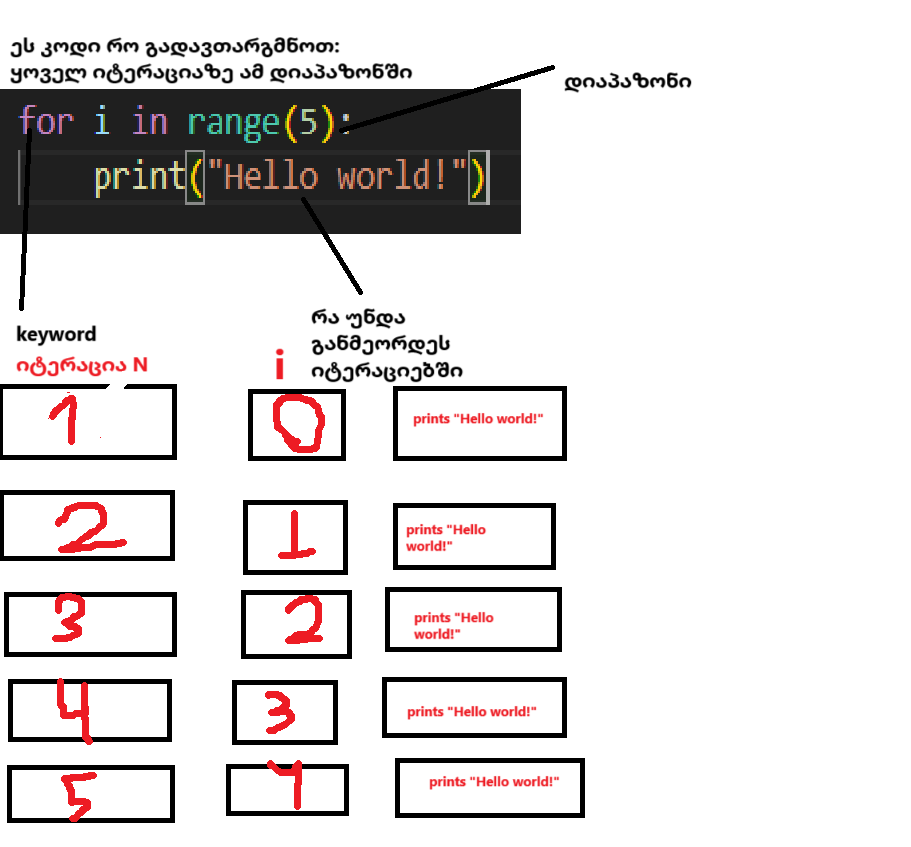 ეს კოდი რო გადავთარგმნოთ:
ყოველ იტერაციაზე ამ დიაპაზონში
დიაპაზონი
for i in range(5):
print("Hello world!")
რა უნდა
განმეორდეს
იტერაციებში
keyword
იტერაცია N
i
1
0
prints "Hello world!"
2
1
prints "Hello
world!"
3
2
prints "Hello
world!"
4
3
prints "Hello world!"
5
4
prints "Hello world!"